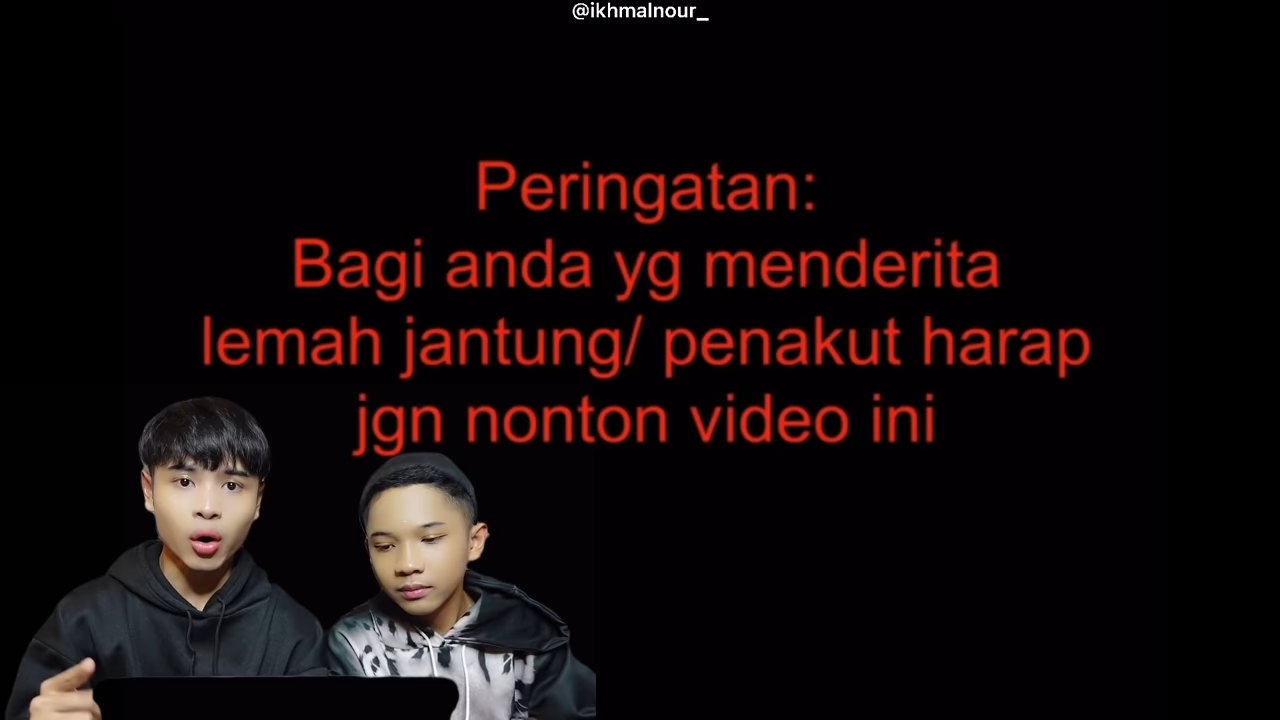 @ikhmalnour_
Peringatan:
Bagi anda yg menderita
lemah jantung/ penakut harap
jgn nonton video ini